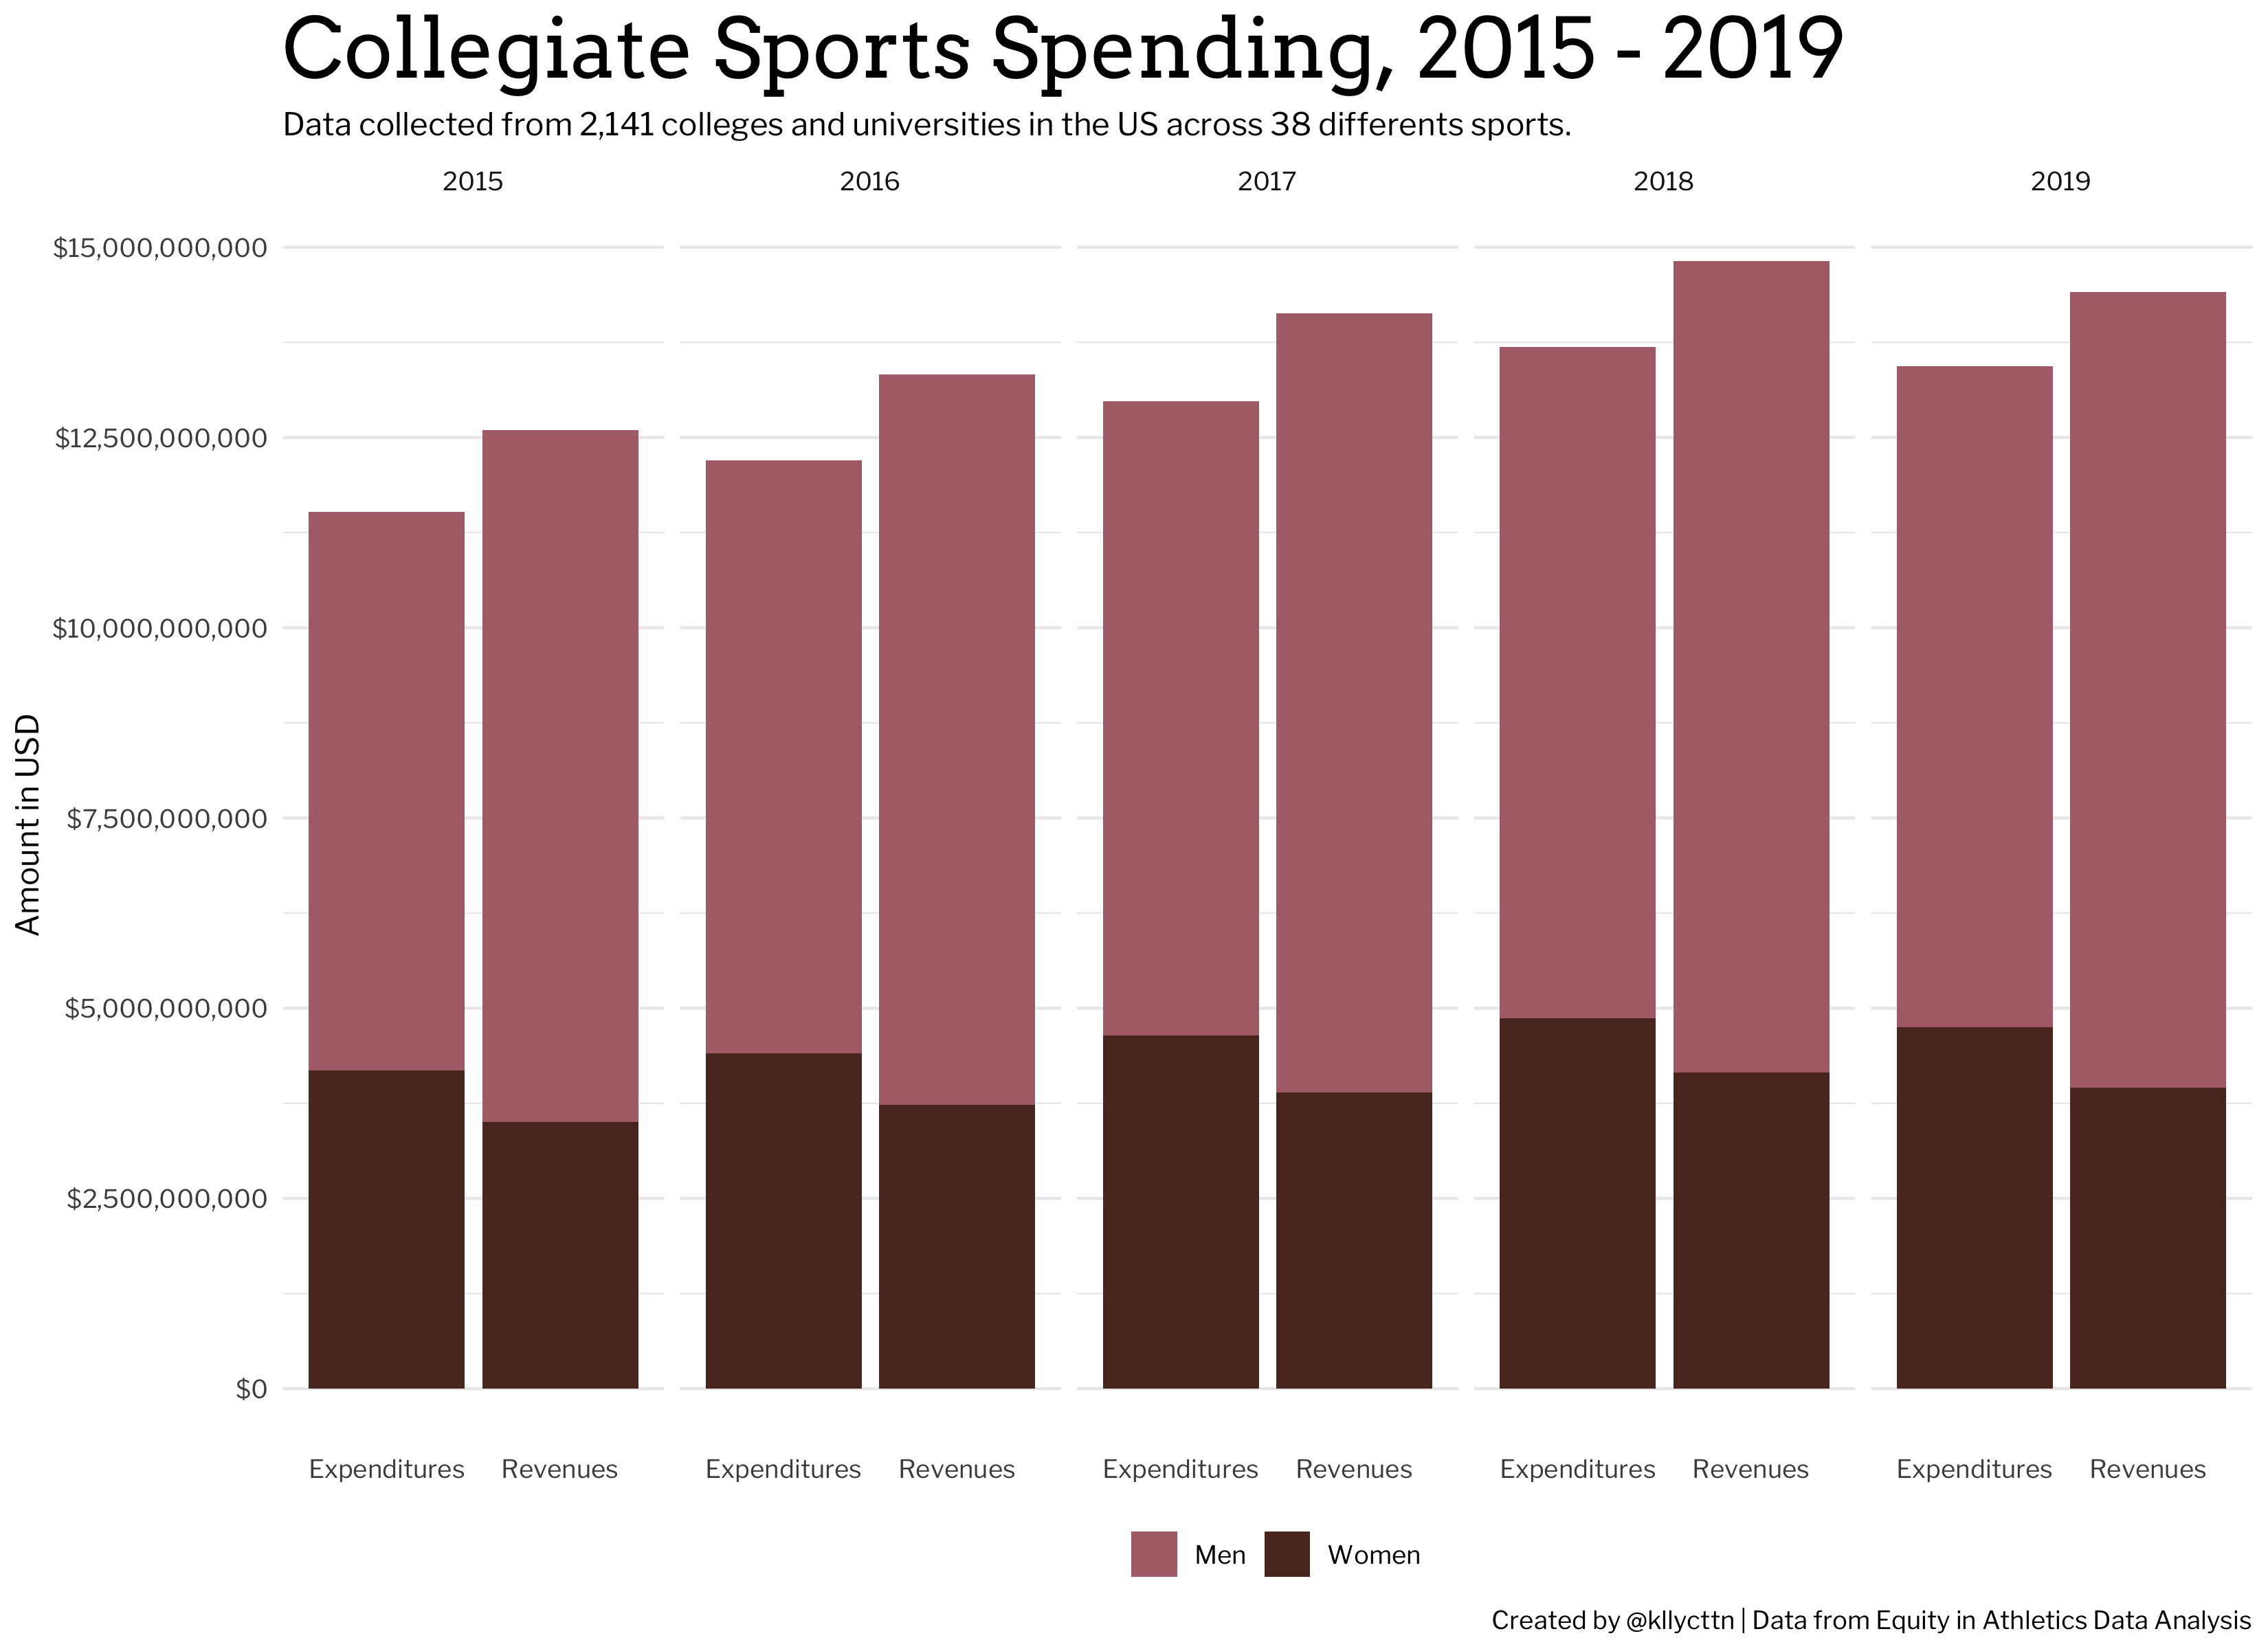 Collegiate Sports Spending, 2015 - 2019
Data collected from 2,141 colleges and universities in the US across 38 differents sports.
2015 2016 2017 2018 2019
$15,000,000,000
$12,500,000,000
$10,000,000,000
$7,500,000,000
$5,000,000,000
$2,500,000,000
$0
Amount in USD
Expenditures Revenues Expenditures Revenues Expenditures Revenues Expenditures Revenues Expenditures Revenues
Men Women
Created by @kllycttn | Data from Equity in Athletics Data Analysis